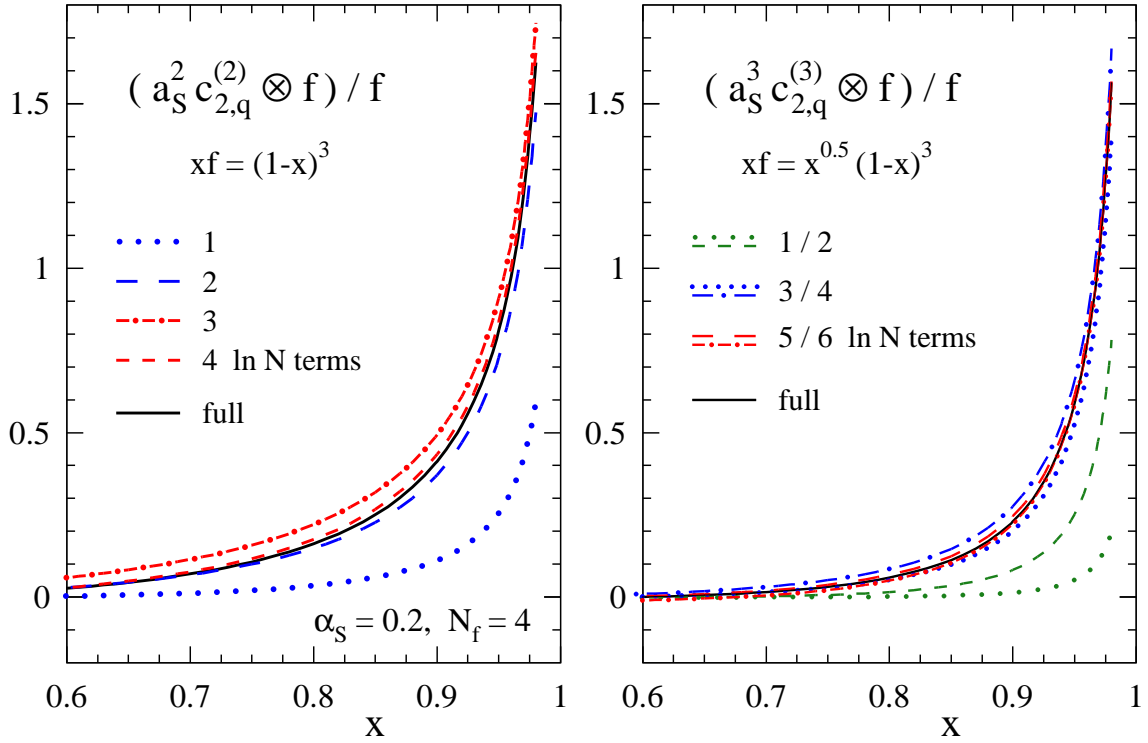 ( a_S^2 c_{2,q}^{(2)} ⊗ f ) / f
xf = (1-x)^3
1
2
3
4 ln N terms
full
α_S = 0.2, N_f = 4
0
0.5
1
1.5
0.6
0.7
0.8
0.9
1
x
( a_S^3 c_{2,q}^{(3)} ⊗ f ) / f
xf = x^{0.5} (1-x)^3
1 / 2
3 / 4
5 / 6 ln N terms
full
0
0.5
1
1.5
0.6
0.7
0.8
0.9
1
x